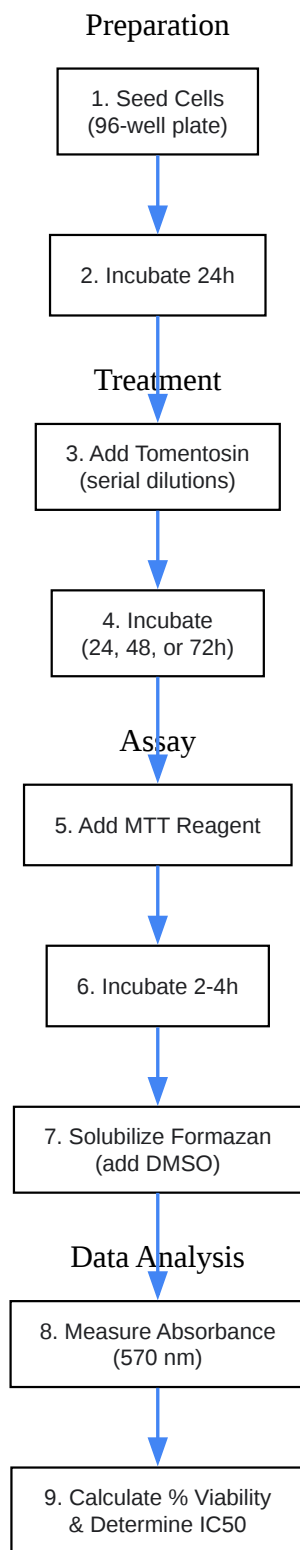 Preparation
1. Seed Cells
(96-well plate)
2. Incubate 24h
Treatment
3. Add Tomentosin
(serial dilutions)
4. Incubate
(24, 48, or 72h)
Assay
5. Add MTT Reagent
6. Incubate 2-4h
7. Solubilize Formazan
(add DMSO)
Data Analysis
8. Measure Absorbance
(570 nm)
9. Calculate % Viability
& Determine IC50